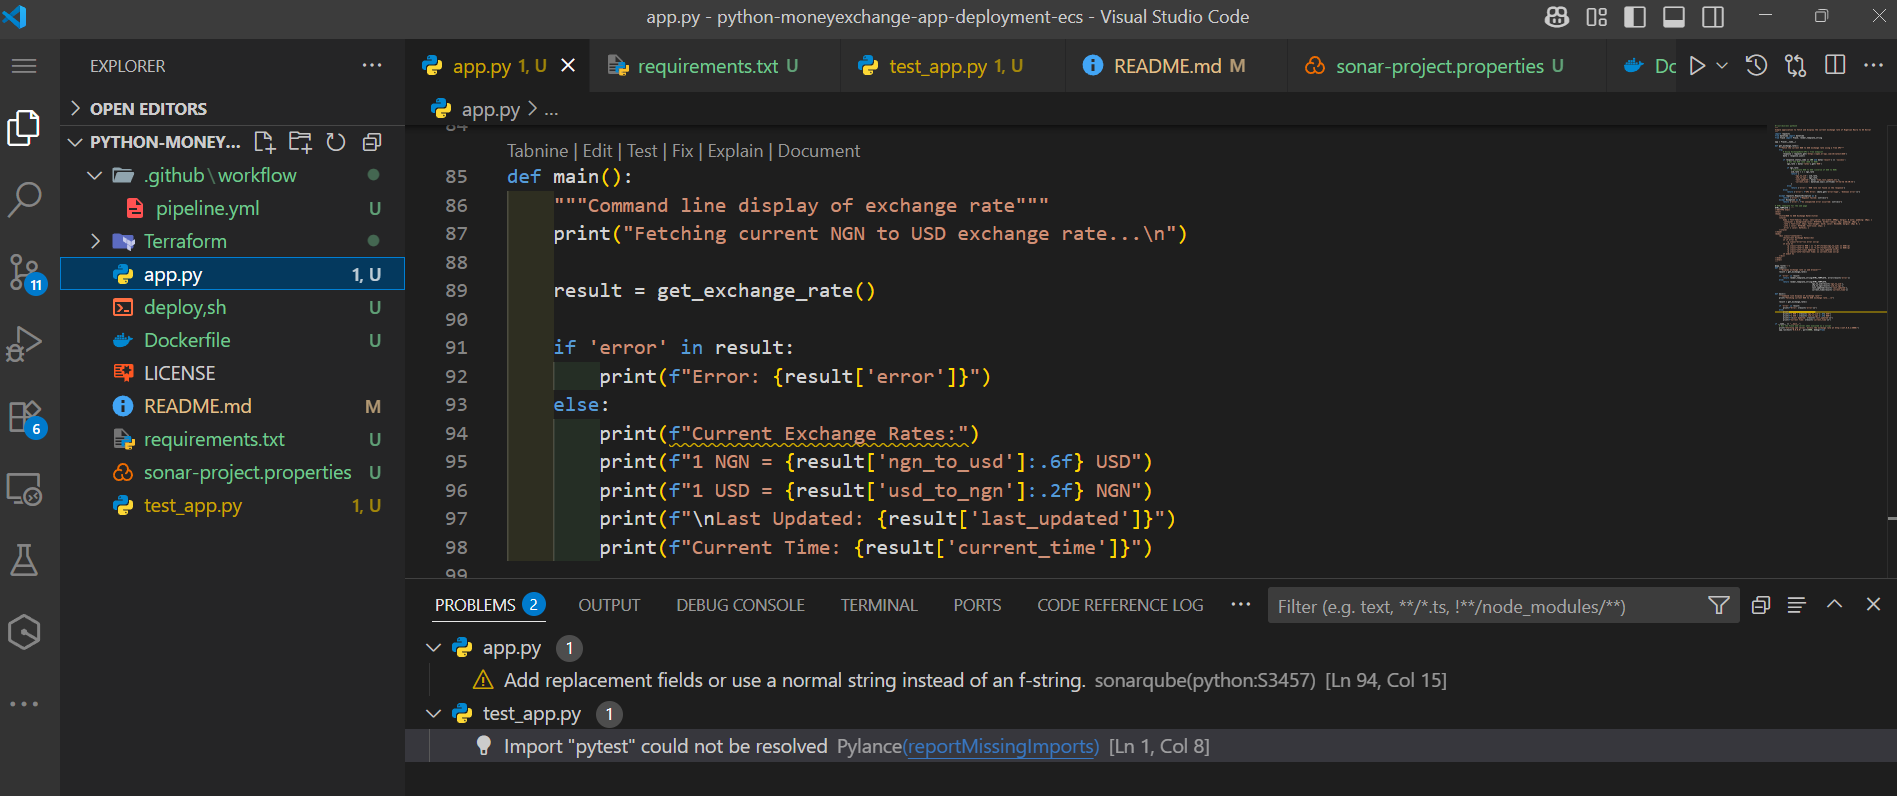 app.py - python-moneyexchange-app-deployment-ecs - Visual Studio Code
EXPLORER
OPEN EDITORS
PYTHON-MONEY...
.github\workflow
pipeline.yml U
Terraform
app.py 1, U
deploy,sh U
Dockerfile U
LICENSE
README.md M
requirements.txt U
sonar-project.properties U
test_app.py 1, U
11
6
app.py 1, U
requirements.txt U
test_app.py 1, U
README.md M
sonar-project.properties U
Dc
app.py > ...
84
Tabnine | Edit | Test | Fix | Explain | Document
85 def main():
86 """Command line display of exchange rate"""
87 print("Fetching current NGN to USD exchange rate...\n")
88
89 result = get_exchange_rate()
90
91 if 'error' in result:
92 print(f"Error: {result['error']}")
93 else:
94 print(f"Current Exchange Rates:")
95 print(f"1 NGN = {result['ngn_to_usd']:.6f} USD")
96 print(f"1 USD = {result['usd_to_ngn']:.2f} NGN")
97 print(f"\nLast Updated: {result['last_updated']}")
98 print(f"Current Time: {result['current_time']}")
99
PROBLEMS 2 OUTPUT DEBUG CONSOLE TERMINAL PORTS CODE REFERENCE LOG ... Filter (e.g. text, **/*.ts, !**/node_modules/**)
app.py 1
Add replacement fields or use a normal string instead of an f-string. sonarqube(python:S3457) [Ln 94, Col 15]
test_app.py 1
Import "pytest" could not be resolved Pylance(reportMissingImports) [Ln 1, Col 8]